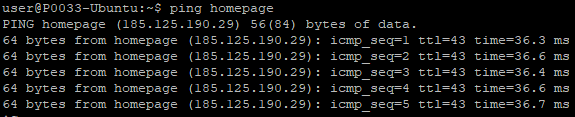 user@P0033-Ubuntu:~$ ping homepage
PING homepage (185.125.190.29) 56(84) bytes of data.
64 bytes from homepage (185.125.190.29): icmp_seq=1 ttl=43 time=36.3 ms
64 bytes from homepage (185.125.190.29): icmp_seq=2 ttl=43 time=36.6 ms
64 bytes from homepage (185.125.190.29): icmp_seq=3 ttl=43 time=36.4 ms
64 bytes from homepage (185.125.190.29): icmp_seq=4 ttl=43 time=36.6 ms
64 bytes from homepage (185.125.190.29): icmp_seq=5 ttl=43 time=36.7 ms